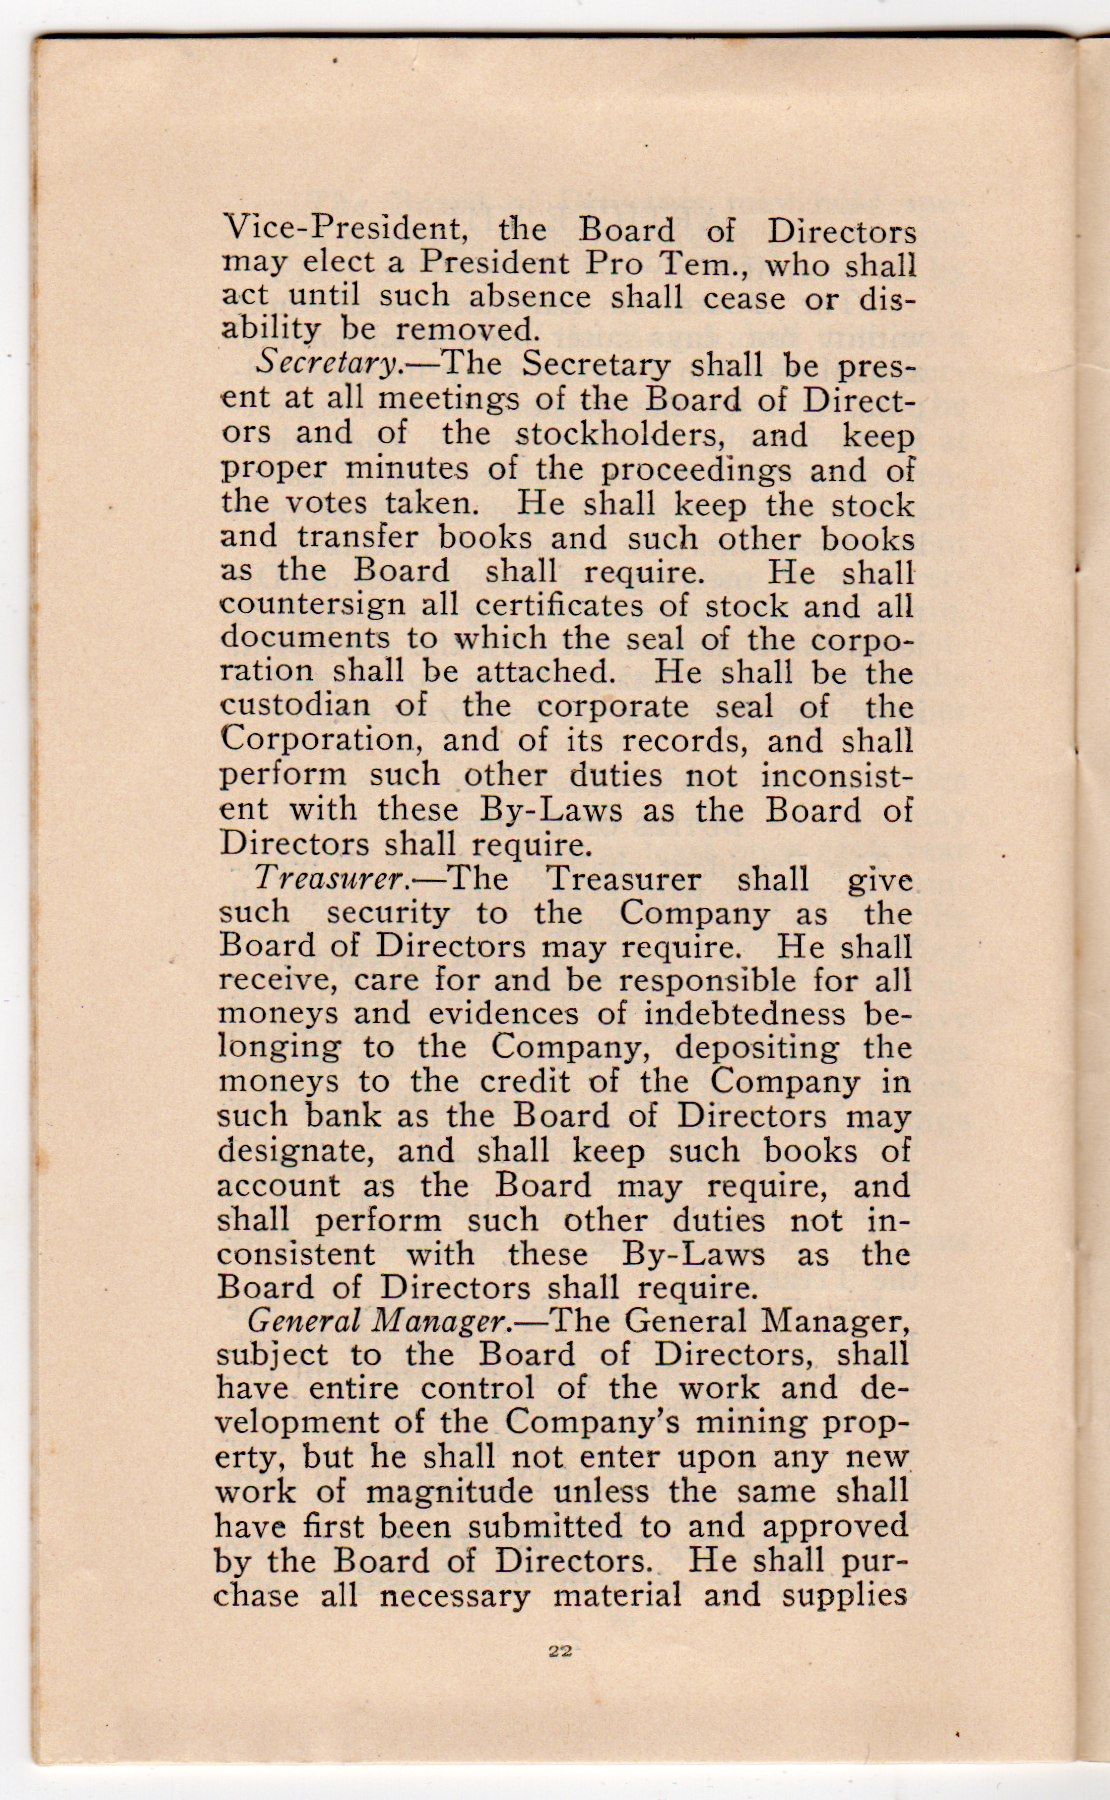 Vice-President, the Board of Directors
may elect a President Pro Tem., who shall
act until such absence shall cease or dis-
ability be removed.
Secretary.—The Secretary shall be pres-
ent at all meetings of the Board of Direct-
ors and of the stockholders, and keep
proper minutes of the proceedings and of
the votes taken. He shall keep the stock
and transfer books and such other books
as the Board shall require. He shall
countersign all certificates of stock and all
documents to which the seal of the corpo-
ration shall be attached. He shall be the
custodian of the corporate seal of the
Corporation, and of its records, and shall
perform such other duties not inconsist-
ent with these By-Laws as the Board of
Directors shall require.
Treasurer.—The Treasurer shall give
such security to the Company as the
Board of Directors may require. He shall
receive, care for and be responsible for all
moneys and evidences of indebtedness be-
longing to the Company, depositing the
moneys to the credit of the Company in
such bank as the Board of Directors may
designate, and shall keep such books of
account as the Board may require, and
shall perform such other duties not in-
consistent with these By-Laws as the
Board of Directors shall require.
General Manager.—The General Manager,
subject to the Board of Directors, shall
have entire control of the work and de-
velopment of the Company's mining prop-
erty, but he shall not enter upon any new
work of magnitude unless the same shall
have first been submitted to and approved
by the Board of Directors. He shall pur-
chase all necessary material and supplies
22